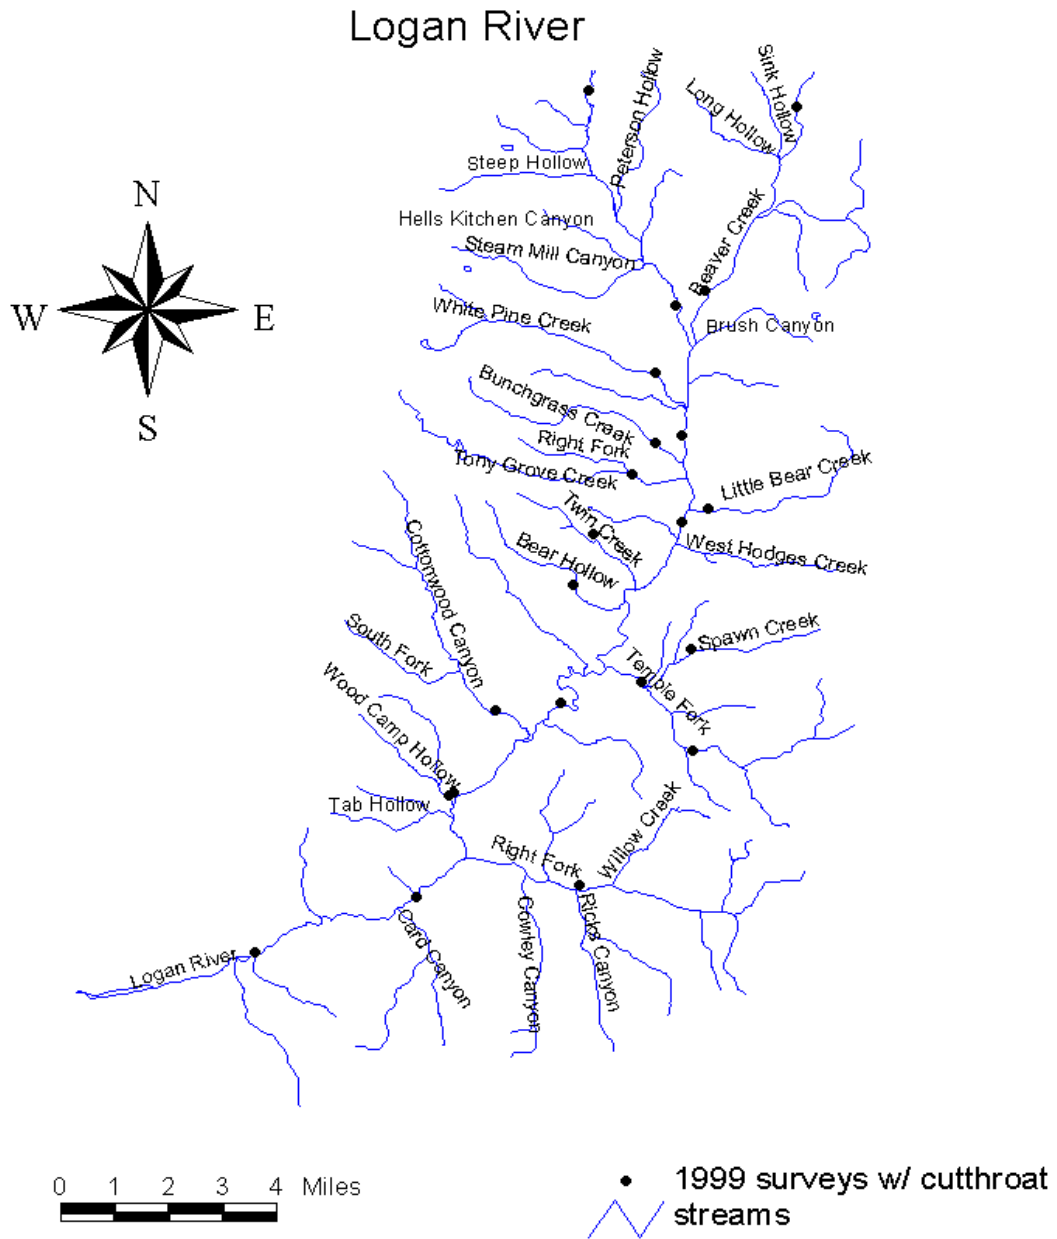 Logan River
Peterson Hollow
Sink Hollow
Long Hollow
Steep Hollow
N
Hells Kitchen Canyon
Beaver Creek
Steam Mill Canyon
W
E
White Pine Creek
Brush Canyon
S
Bunchgrass Creek
Right Fork
Tony Grove Creek
Little Bear Creek
Twin Creek
West Hodges Creek
Bear Hollow
Cottonwood Canyon
South Fork
Spawn Creek
Temple Fork
Wood Camp Hollow
Tab Hollow
Willow Creek
Right Fork
Ricks Canyon
Cowley Canyon
Card Canyon
Logan River
0 1 2 3 4 Miles
1999 surveys w/ cutthroat
streams